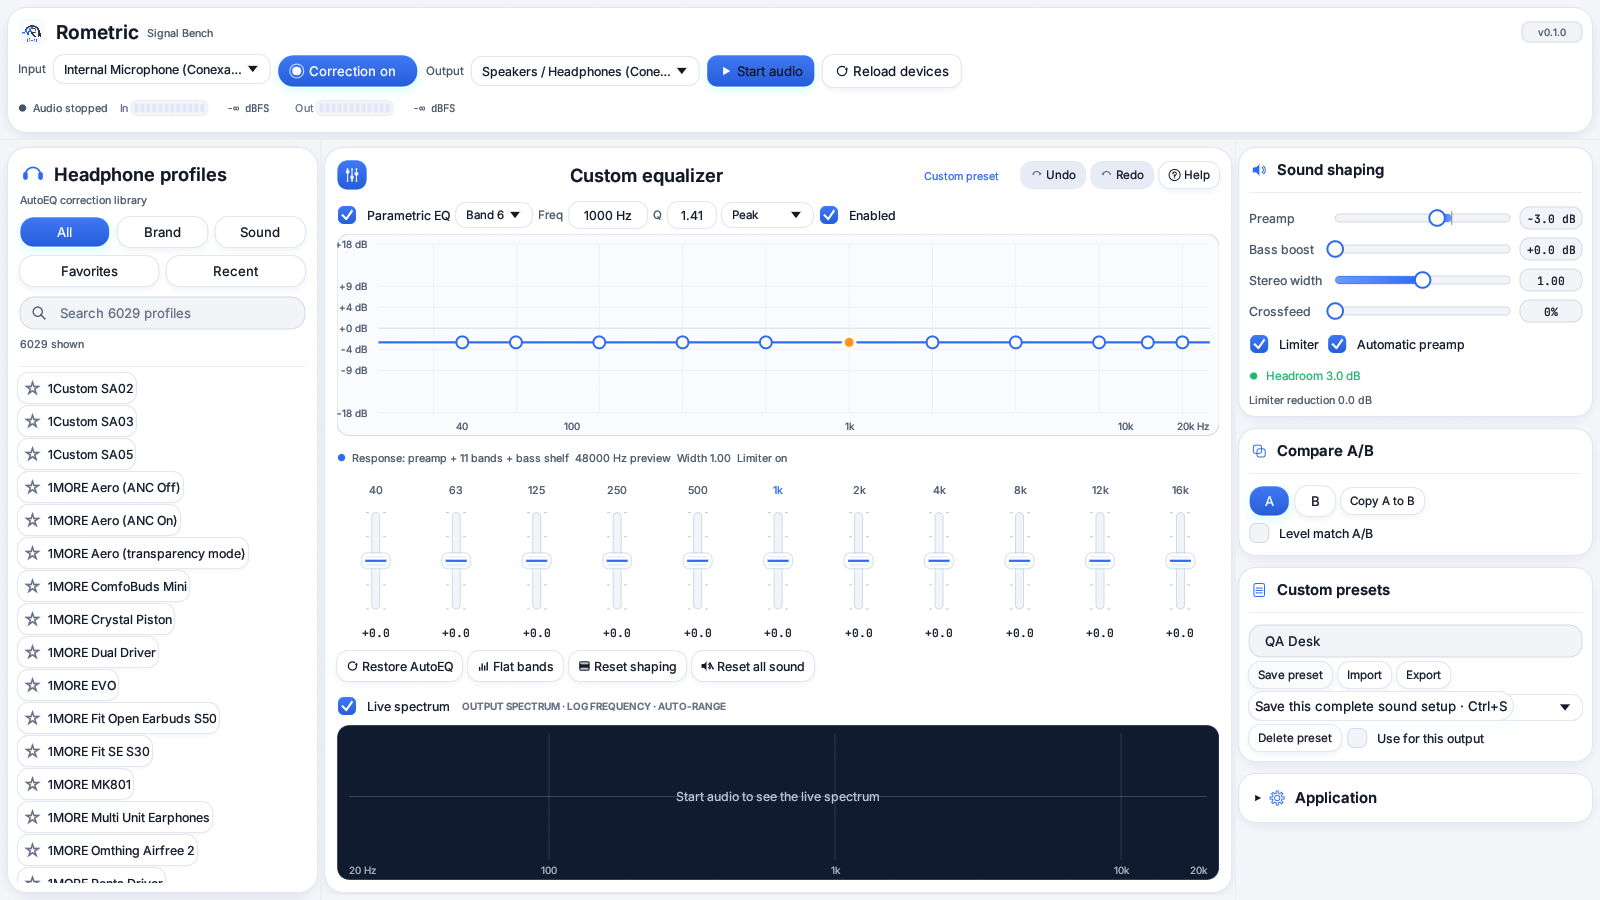 Rometric Signal Bench v0.1.0
Input Internal Microphone (Conexa... Correction on Output Speakers / Headphones (Cone... Start audio Reload devices
Audio stopped In -∞ dBFS Out -∞ dBFS
Headphone profiles
AutoEQ correction library
All Brand Sound
Favorites Recent
Search 6029 profiles
6029 shown
1Custom SA02
1Custom SA03
1Custom SA05
1MORE Aero (ANC Off)
1MORE Aero (ANC On)
1MORE Aero (transparency mode)
1MORE ComfoBuds Mini
1MORE Crystal Piston
1MORE Dual Driver
1MORE EVO
1MORE Fit Open Earbuds S50
1MORE Fit SE S30
1MORE MK801
1MORE Multi Unit Earphones
1MORE Omthing Airfree 2
1MORE Penta Driver
Custom equalizer Custom preset Undo Redo Help
Parametric EQ Band 6 Freq 1000 Hz Q 1.41 Peak Enabled
+18 dB
+9 dB
+4 dB
+0 dB
-4 dB
-9 dB
-18 dB
40 100 1k 10k 20k Hz
Response: preamp + 11 bands + bass shelf 48000 Hz preview Width 1.00 Limiter on
40 63 125 250 500 1k 2k 4k 8k 12k 16k
+0.0 +0.0 +0.0 +0.0 +0.0 +0.0 +0.0 +0.0 +0.0 +0.0 +0.0
Restore AutoEQ Flat bands Reset shaping Reset all sound
Live spectrum OUTPUT SPECTRUM · LOG FREQUENCY · AUTO-RANGE
Start audio to see the live spectrum
20 Hz 100 1k 10k 20k
Sound shaping
Preamp -3.0 dB
Bass boost +0.0 dB
Stereo width 1.00
Crossfeed 0%
Limiter Automatic preamp
Headroom 3.0 dB
Limiter reduction 0.0 dB
Compare A/B
A B Copy A to B
Level match A/B
Custom presets
QA Desk
Save preset Import Export
Save this complete sound setup · Ctrl+S
Delete preset Use for this output
Application